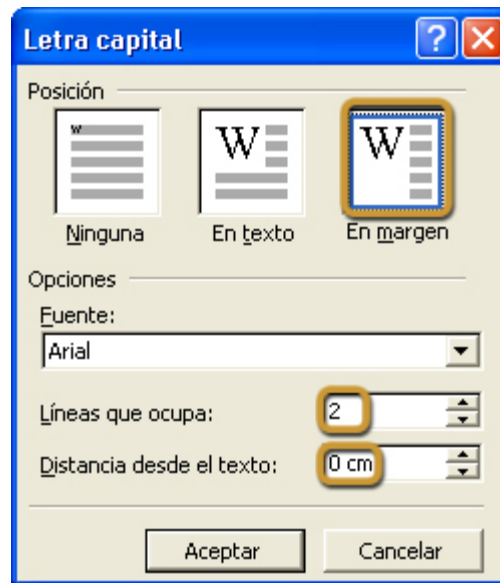 Letra capital
Posición
W W W
Ninguna En texto En margen
Opciones
Fuente:
Arial
Líneas que ocupa: 2
Distancia desde el texto: 0 cm
Aceptar Cancelar